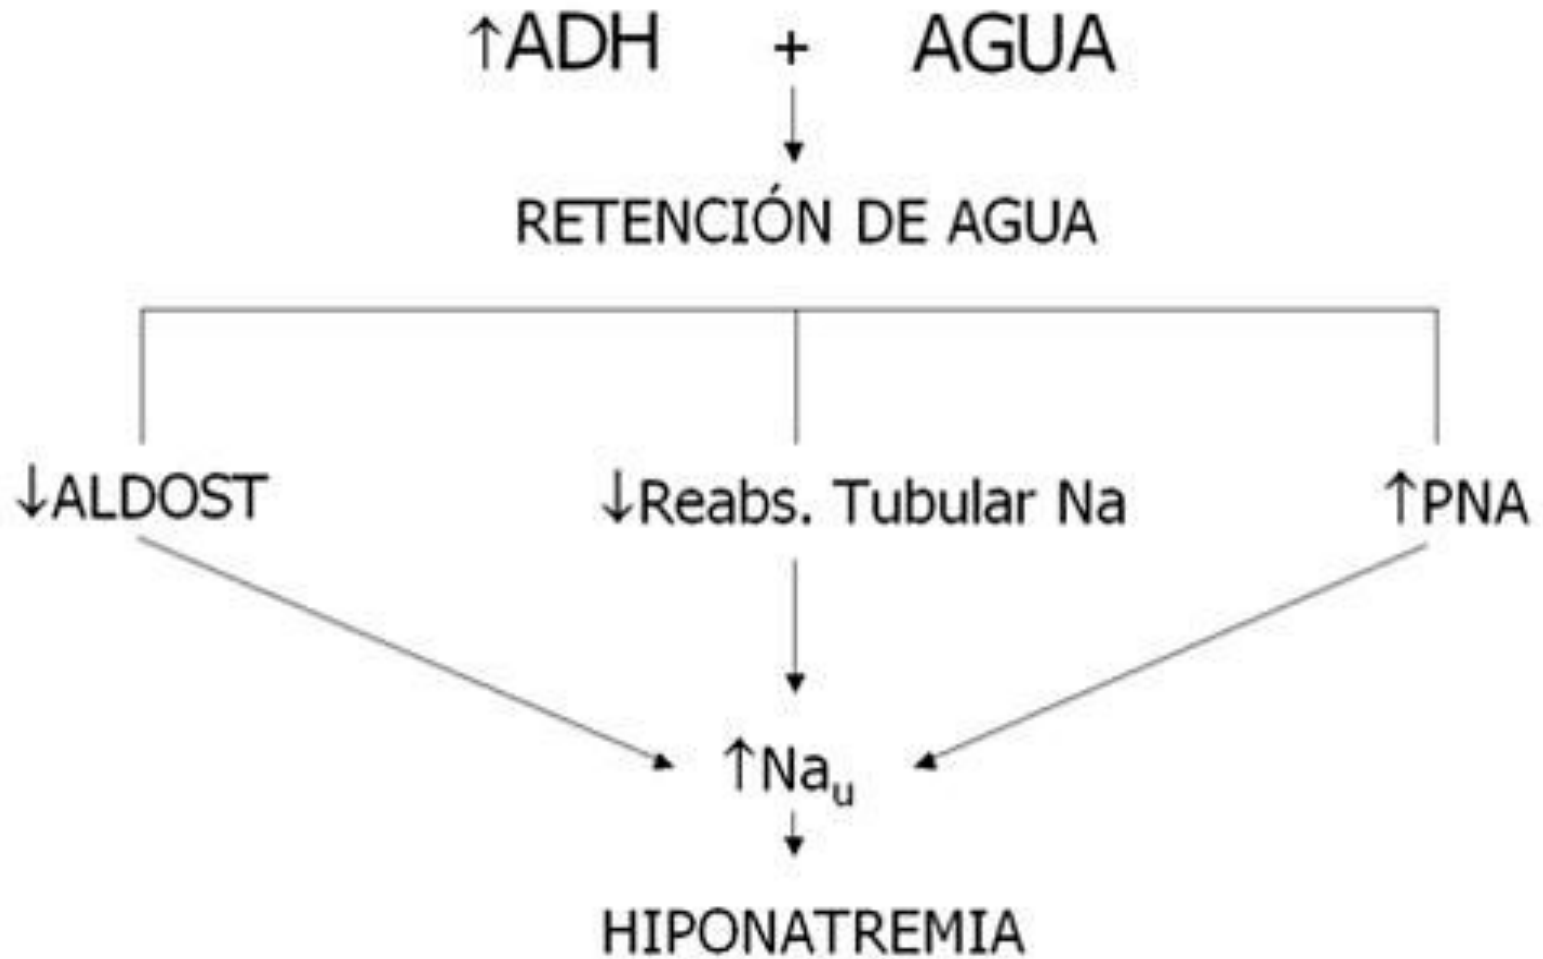 ↑ADH + AGUA
RETENCIÓN DE AGUA
↓ALDOST ↓Reabs. Tubular Na ↑PNA
↑Naᵤ
HIPONATREMIA